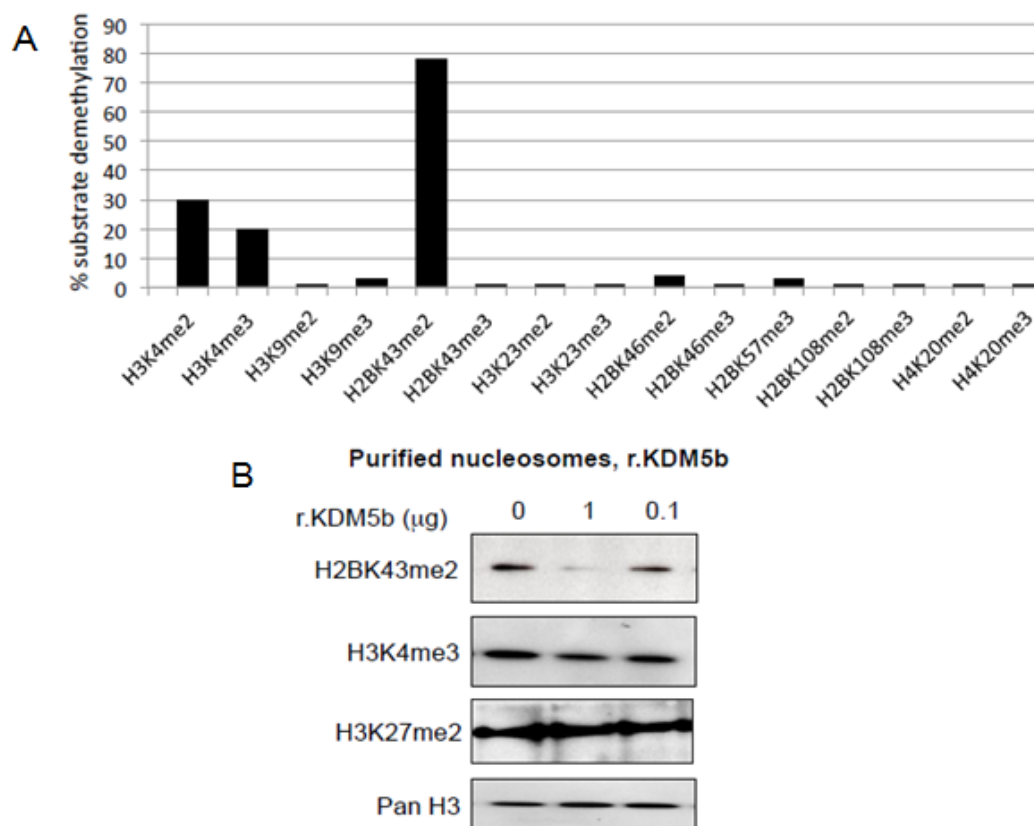 A
% substrate demethylation
90
80
70
60
50
40
30
20
10
0
H3K4me2
H3K4me3
H3K9me2
H3K9me3
H2BK43me2
H2BK43me3
H3K23me2
H3K23me3
H2BK46me2
H2BK46me3
H2BK57me3
H2BK108me2
H2BK108me3
H4K20me2
H4K20me3
B
Purified nucleosomes, r.KDM5b
r.KDM5b (μg) 0 1 0.1
H2BK43me2
H3K4me3
H3K27me2
Pan H3